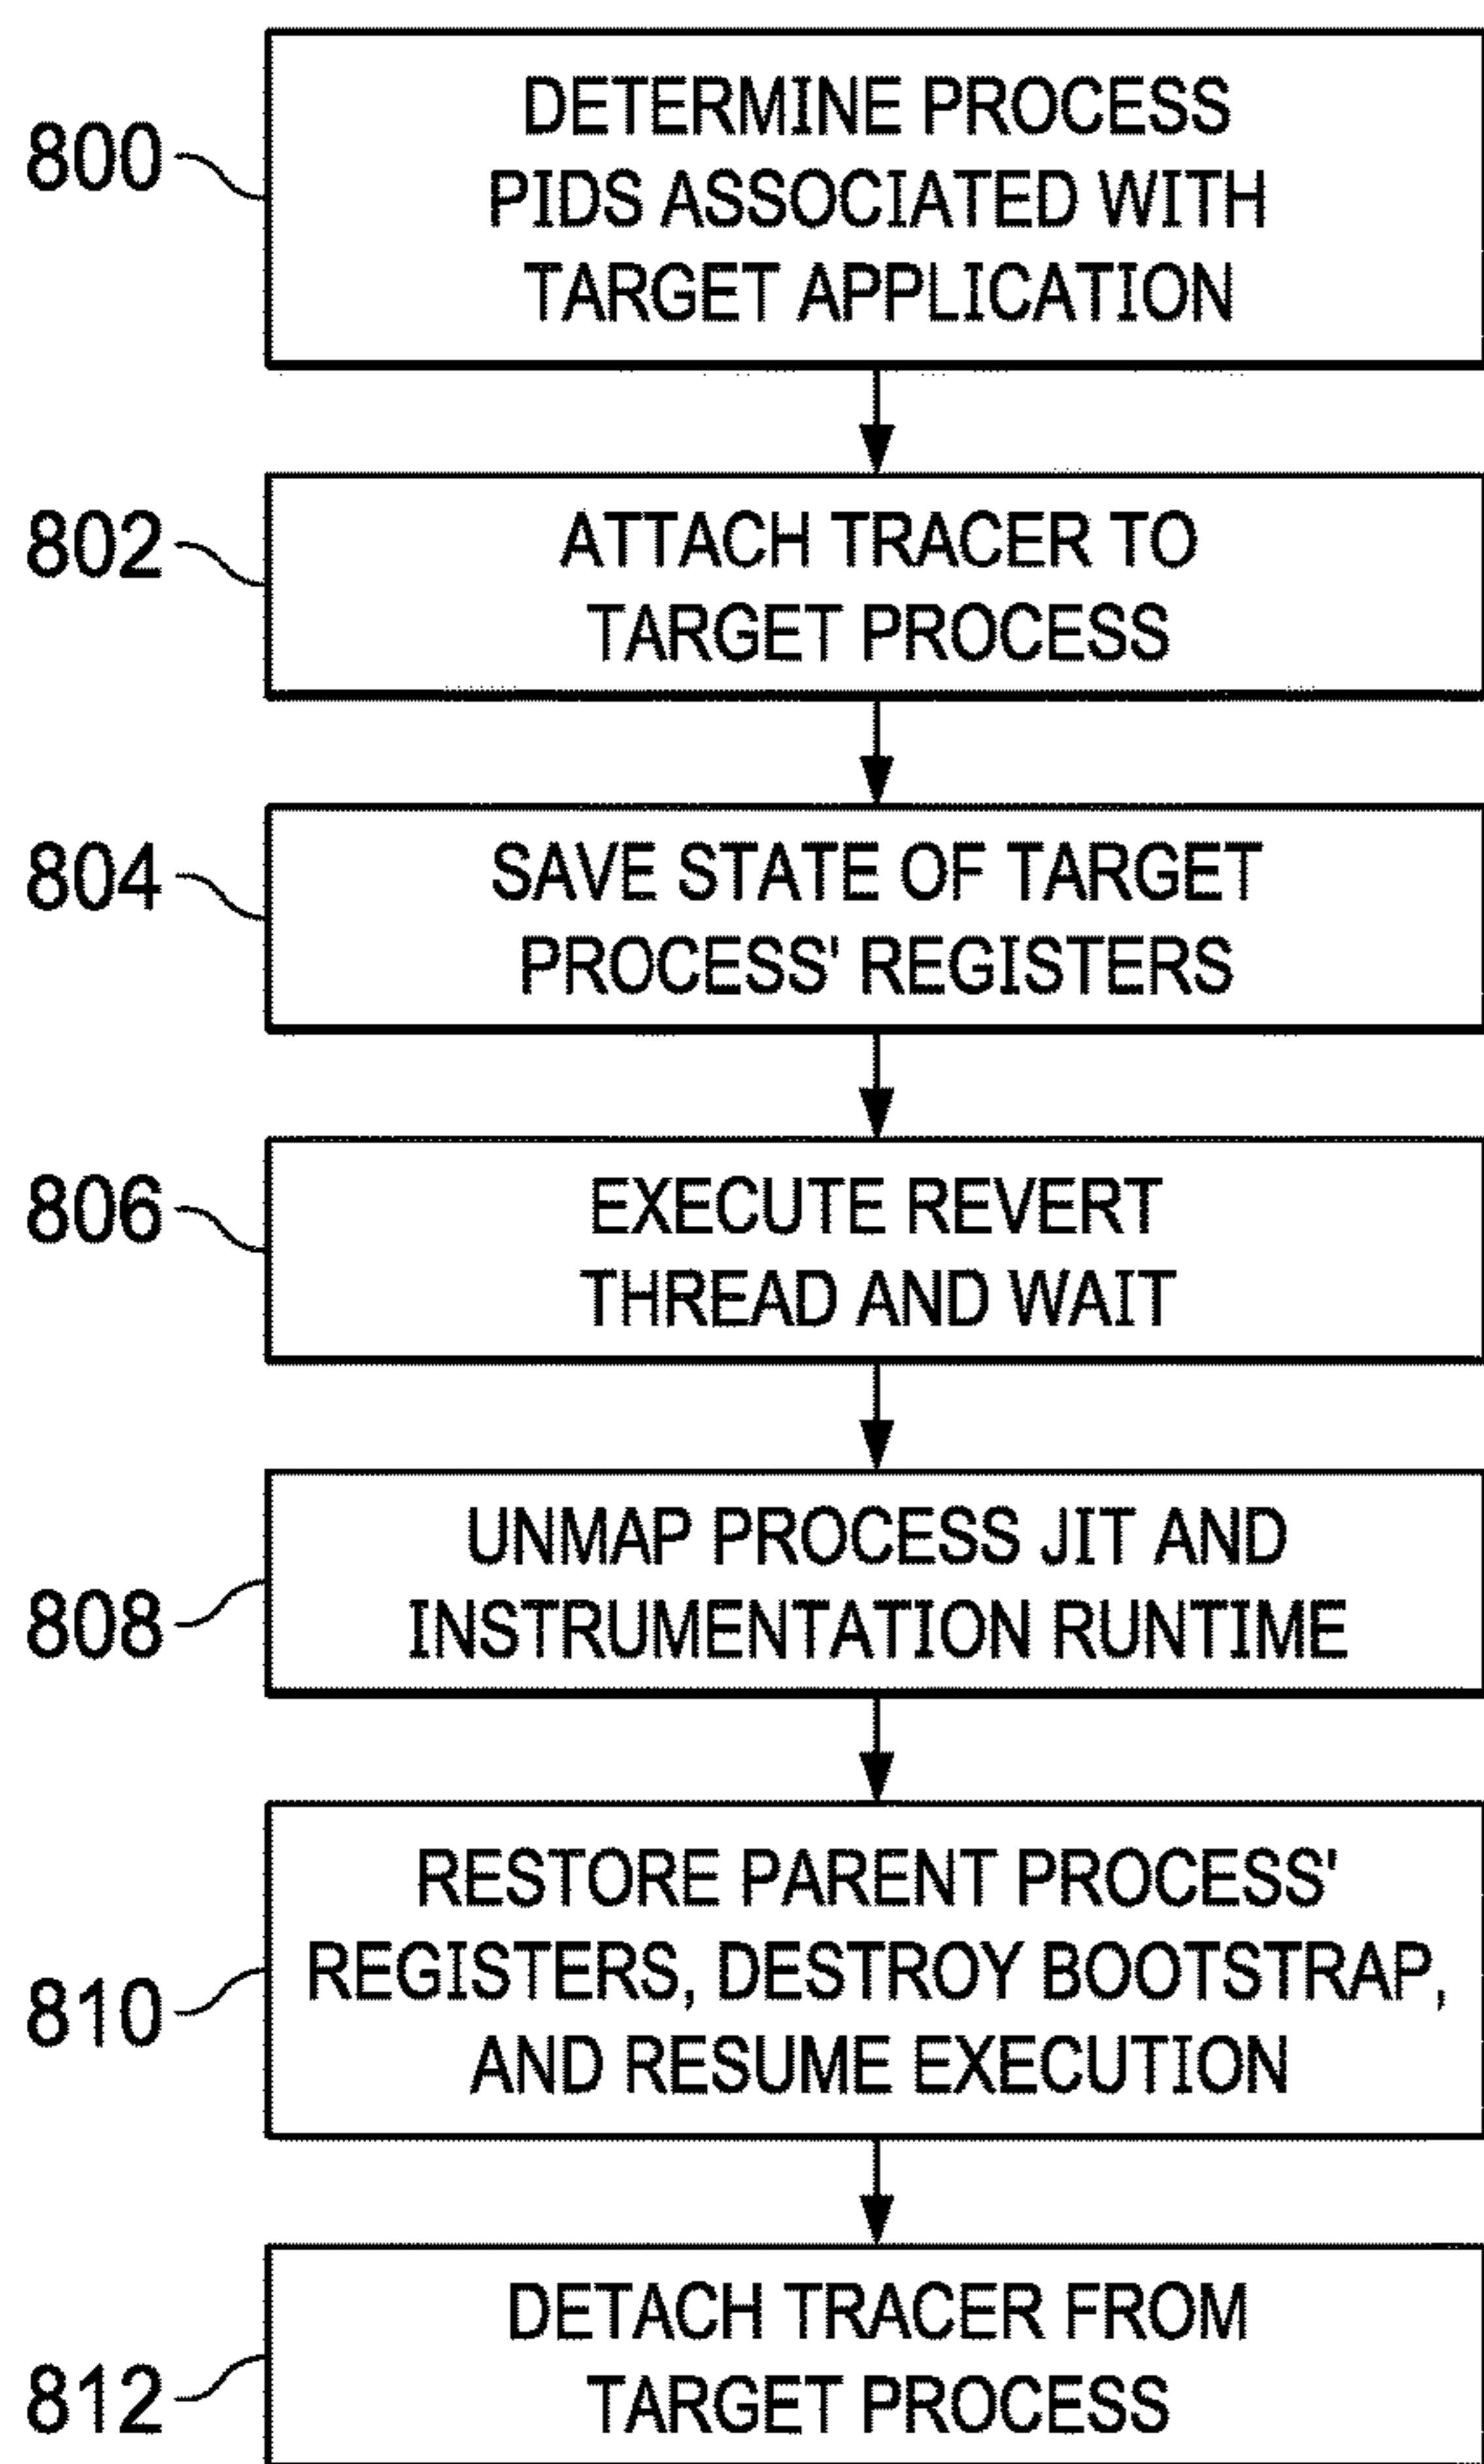 800
DETERMINE PROCESS
PIDS ASSOCIATED WITH
TARGET APPLICATION
802
ATTACH TRACER TO
TARGET PROCESS
804
SAVE STATE OF TARGET
PROCESS' REGISTERS
806
EXECUTE REVERT
THREAD AND WAIT
808
UNMAP PROCESS JIT AND
INSTRUMENTATION RUNTIME
810
RESTORE PARENT PROCESS'
REGISTERS, DESTROY BOOTSTRAP,
AND RESUME EXECUTION
812
DETACH TRACER FROM
TARGET PROCESS